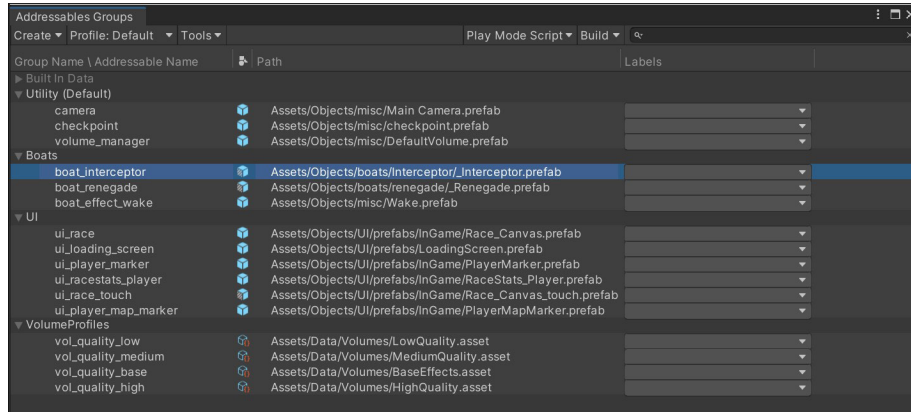 Addressables Groups
Create Profile: Default Tools Play Mode Script Build
Group Name \ Addressable Name Path Labels
Built In Data
Utility (Default)
camera Assets/Objects/misc/Main Camera.prefab
checkpoint Assets/Objects/misc/checkpoint.prefab
volume_manager Assets/Objects/misc/DefaultVolume.prefab
Boats
boat_interceptor Assets/Objects/boats/Interceptor/_Interceptor.prefab
boat_renegade Assets/Objects/boats/renegade/_Renegade.prefab
boat_effect_wake Assets/Objects/misc/Wake.prefab
UI
ui_race Assets/Objects/UI/prefabs/InGame/Race_Canvas.prefab
ui_loading_screen Assets/Objects/UI/prefabs/LoadingScreen.prefab
ui_player_marker Assets/Objects/UI/prefabs/InGame/PlayerMarker.prefab
ui_racestats_player Assets/Objects/UI/prefabs/InGame/RaceStats_Player.prefab
ui_race_touch Assets/Objects/UI/prefabs/InGame/Race_Canvas_touch.prefab
ui_player_map_marker Assets/Objects/UI/prefabs/InGame/PlayerMapMarker.prefab
VolumeProfiles
vol_quality_low Assets/Data/Volumes/LowQuality.asset
vol_quality_medium Assets/Data/Volumes/MediumQuality.asset
vol_quality_base Assets/Data/Volumes/BaseEffects.asset
vol_quality_high Assets/Data/Volumes/HighQuality.asset